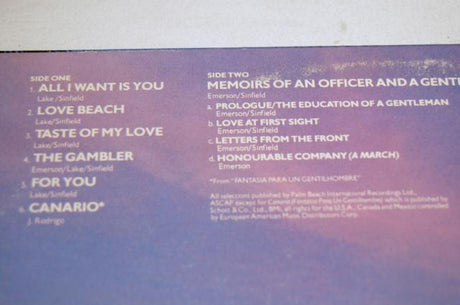 SIDE ONE
1. ALL I WANT IS YOU
Lake/Sinfield
2. LOVE BEACH
Lake/Sinfield
3. TASTE OF MY LOVE
Lake/Sinfield
4. THE GAMBLER
Emerson/Lake/Sinfield
5. FOR YOU
Lake/Sinfield
6. CANARIO*
J. Rodrigo
SIDE TWO
MEMOIRS OF AN OFFICER AND A GENTL
Emerson/Sinfield
a. PROLOGUE/THE EDUCATION OF A GENTLEMAN
Emerson/Sinfield
b. LOVE AT FIRST SIGHT
Emerson/Sinfield
c. LETTERS FROM THE FRONT
Emerson/Sinfield
d. HONOURABLE COMPANY (A MARCH)
Emerson
*From "FANTASIA PARA UN GENTILHOMBRE"
All selections published by Palm Beach International Recordings Ltd.,
ASCAP except for Canario (Fantasia Para Un Gentilhombre) which is published by
Schott & Co., Ltd., BMI, all rights for the U.S.A., Canada and Mexico controlled
by European American Music Distributors Corp.